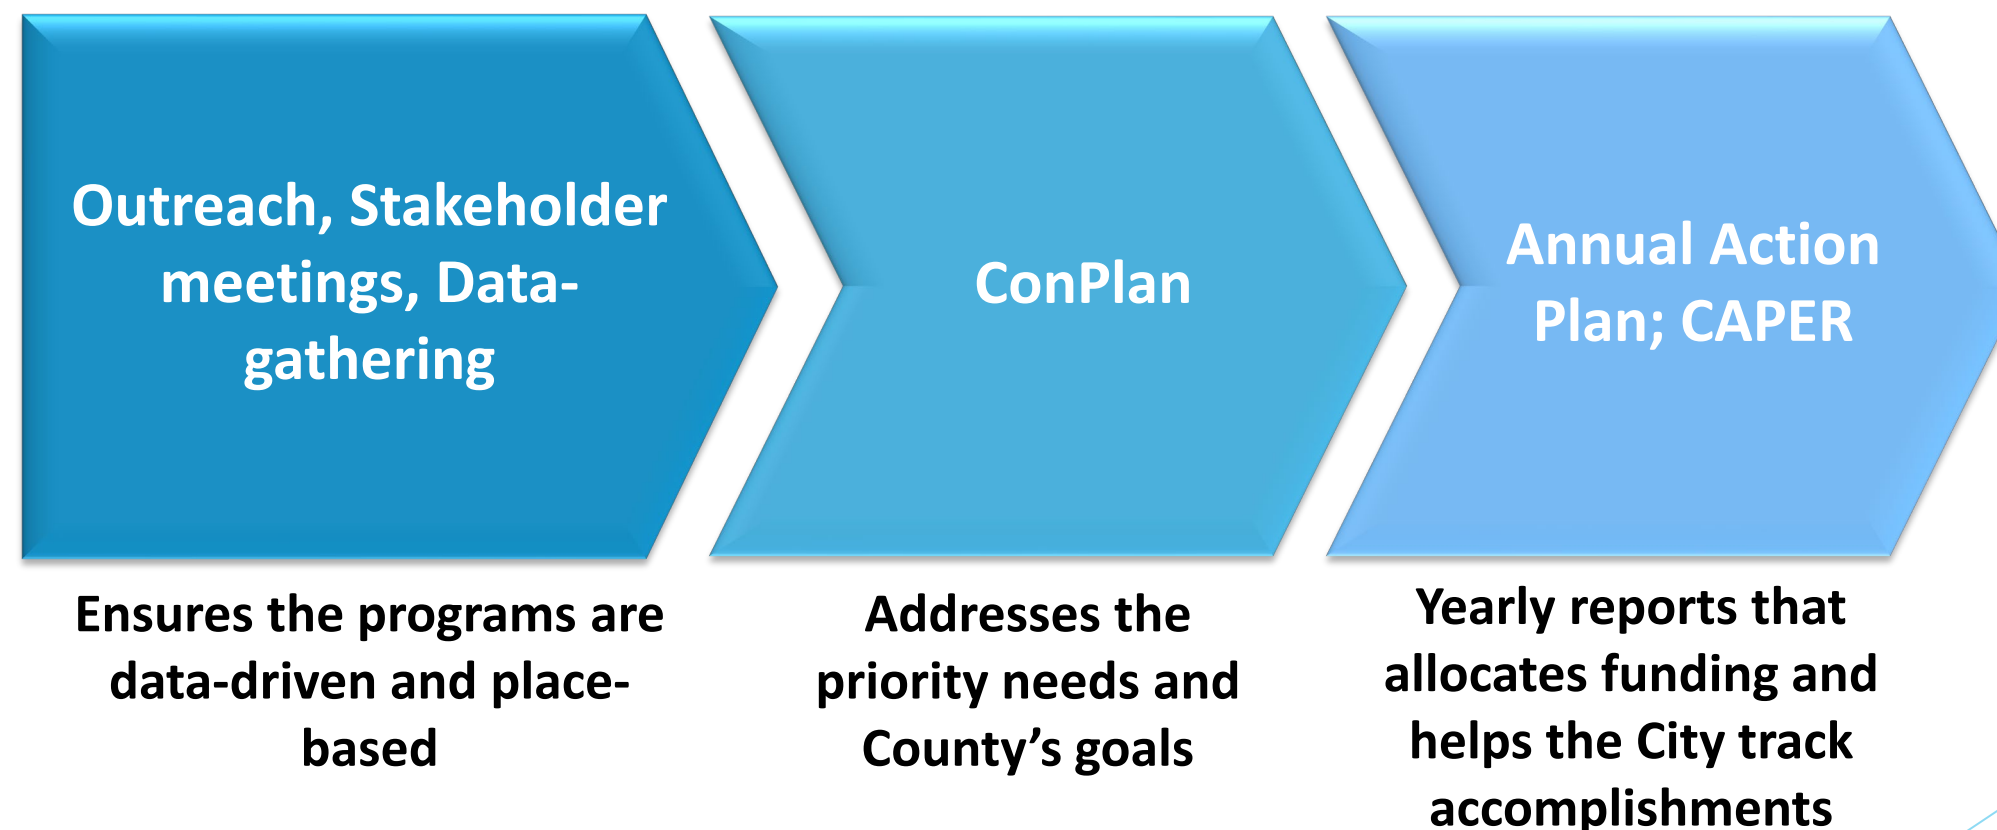 Outreach, Stakeholder
meetings, Data-
gathering
ConPlan
Annual Action
Plan; CAPER
Ensures the programs are
data-driven and place-
based
Addresses the
priority needs and
County’s goals
Yearly reports that
allocates funding and
helps the City track
accomplishments